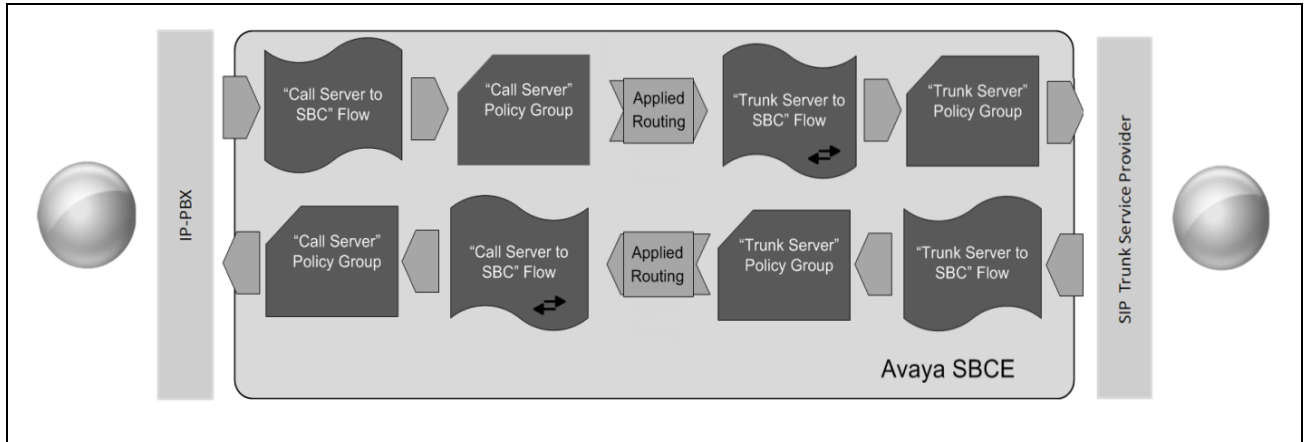 IP-PBX
“Call Server to
SBC” Flow
“Call Server”
Policy Group
Applied
Routing
“Trunk Server to
SBC” Flow
“Trunk Server”
Policy Group
“Call Server”
Policy Group
“Call Server to
SBC” Flow
Applied
Routing
“Trunk Server”
Policy Group
“Trunk Server to
SBC” Flow
Avaya SBCE
SIP Trunk Service Provider